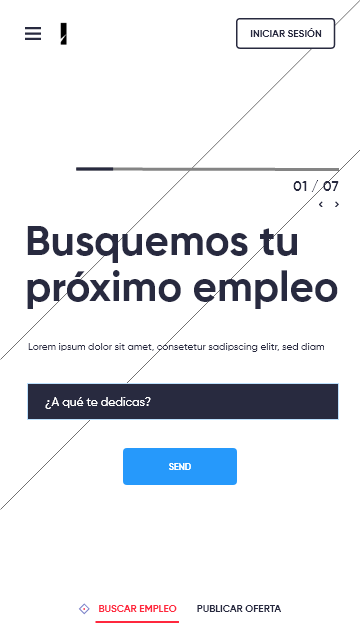 INICIAR SESIÓN
01 / 07
Busquemos tu
próximo empleo
Lorem ipsum dolor sit amet, consetetur sadipscing elitr, sed diam
¿A qué te dedicas?
SEND
BUSCAR EMPLEO PUBLICAR OFERTA